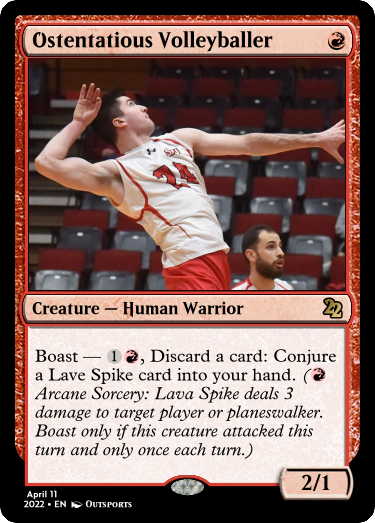 Ostentatious Volleyballer
24
Creature — Human Warrior
22
Boast — 1, Discard a card: Conjure
a Lave Spike card into your hand. (
Arcane Sorcery: Lava Spike deals 3
damage to target player or planeswalker.
Boast only if this creature attacked this
turn and only once each turn.)
2/1
April 11
2022 • EN Outsports